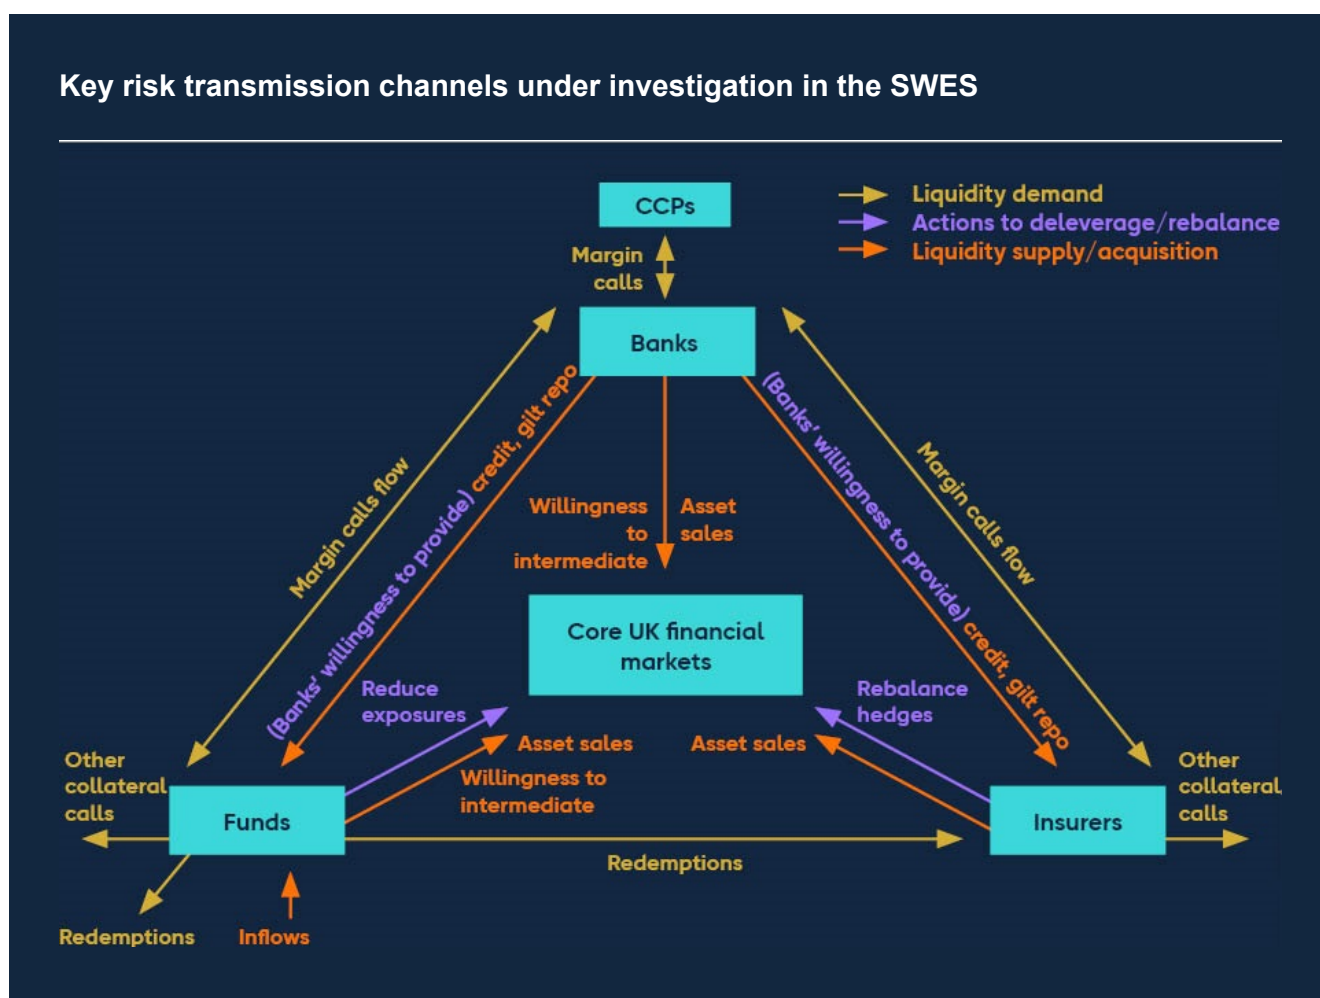 Key risk transmission channels under investigation in the SWES
CCPs
Liquidity demand
Actions to deleverage/rebalance
Liquidity supply/acquisition
Margin
calls
Banks
Margin calls flow
(Banks' willingness to provide) credit, gilt repo
Willingness
to
intermediate
Asset
sales
(Banks' willingness to provide) credit, gilt repo
Margin calls flow
Core UK financial
markets
Reduce
exposures
Rebalance
hedges
Asset sales
Asset sales
Willingness to
intermediate
Other
collateral
calls
Funds
Insurers
Other
collateral
calls
Redemptions
Redemptions
Inflows